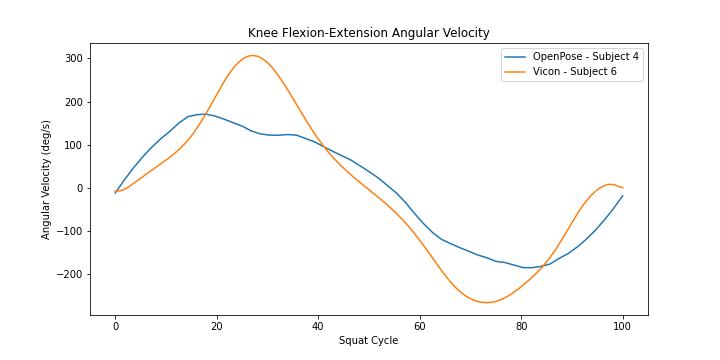 Knee Flexion-Extension Angular Velocity
OpenPose - Subject 4
Vicon - Subject 6
Angular Velocity (deg/s)
300
200
100
0
−100
−200
0 20 40 60 80 100
Squat Cycle